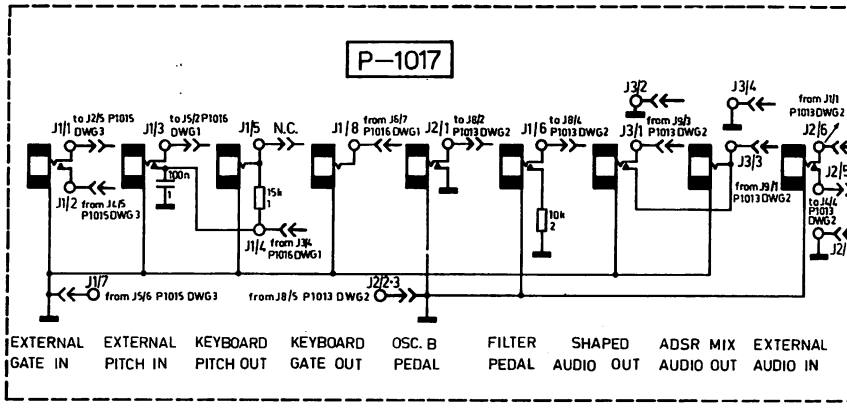 P-1017
J3/2
J3/4
from J1/1
P1013 DWG2
to J2/5 P1015
DWG3
J1/1
to J5/2 P1016
DWG1
J1/3
J1/5
N.C.
J1/8
from J6/7
P1016 DWG1
J2/1
to J8/2
P1013 DWG2
J1/6
to J8/4
P1013 DWG2
J3/1
from J9/3
P1013 DWG2
J3/3
from J9/1
P1013 DWG2
J2/6
J2/5
to J4/4
P1013
DWG2
J2/
J1/2
from J4/5
P1015 DWG3
100n
1
15k
1
J1/4
from J3/4
P1016 DWG1
10k
2
J1/7
from J5/6 P1015 DWG3
from J8/5 P1013 DWG2
J2/2-3
EXTERNAL
GATE IN
EXTERNAL
PITCH IN
KEYBOARD
PITCH OUT
KEYBOARD
GATE OUT
OSC. B
PEDAL
FILTER
PEDAL
SHAPED
AUDIO OUT
ADSR MIX
AUDIO OUT
EXTERNAL
AUDIO IN